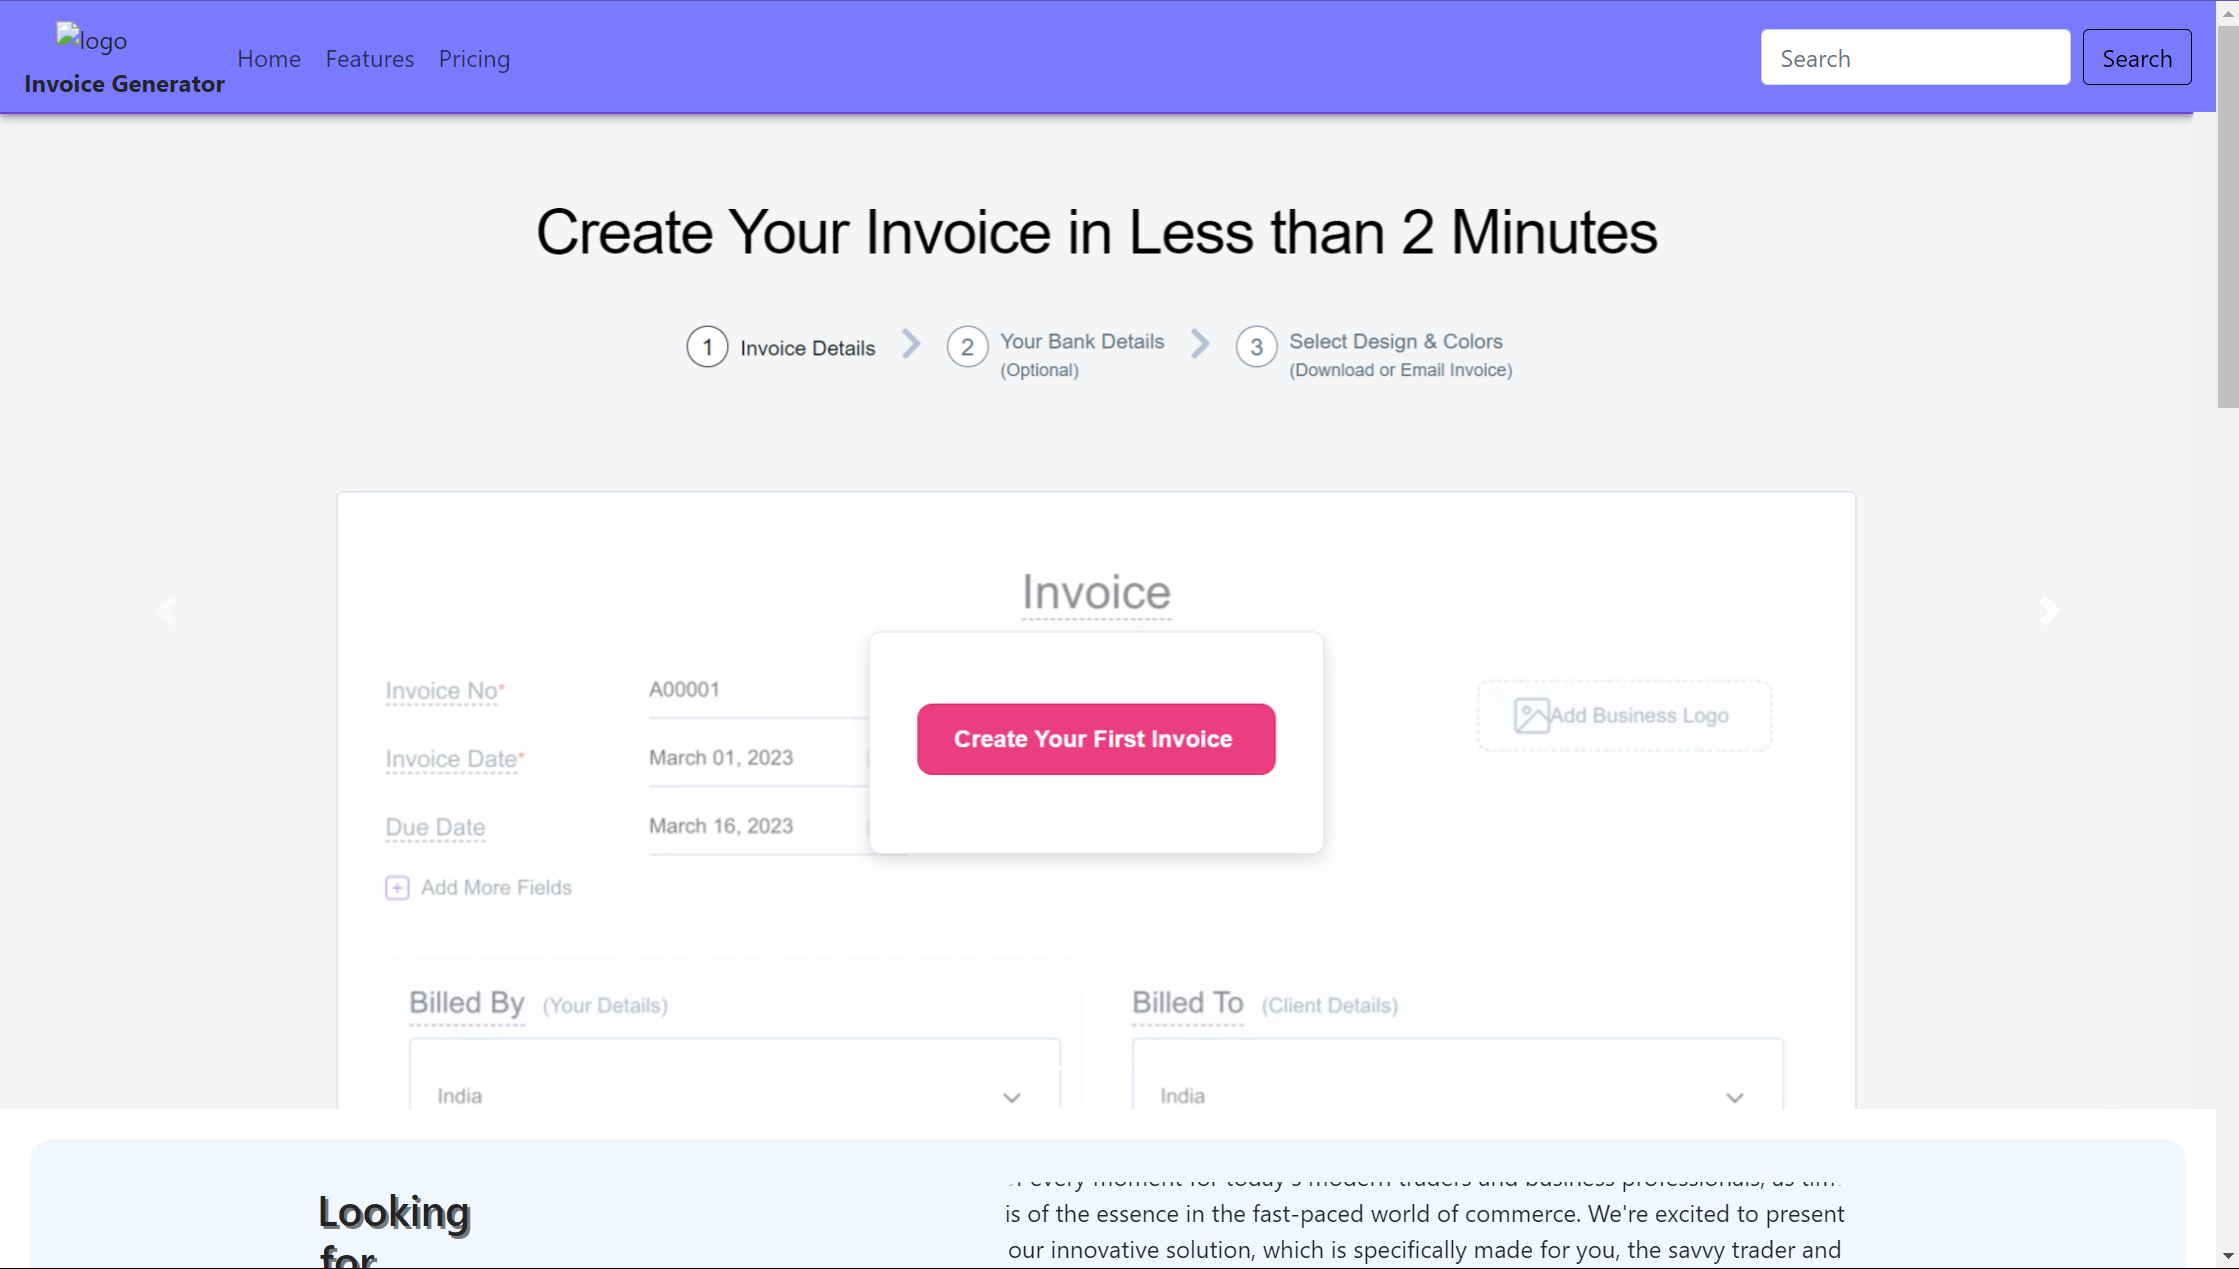 logo
Invoice Generator
Home Features Pricing
Search
Search
Create Your Invoice in Less than 2 Minutes
1 Invoice Details
2 Your Bank Details
(Optional)
3 Select Design & Colors
(Download or Email Invoice)
Invoice
Invoice No* A00001
Invoice Date* March 01, 2023
Due Date March 16, 2023
Add More Fields
Create Your First Invoice
Add Business Logo
Billed By (Your Details)
India
Billed To (Client Details)
India
Looking
for
every moment for today's modern traders and business professionals, as
is of the essence in the fast-paced world of commerce. We're excited to present
our innovative solution, which is specifically made for you, the savvy trader and